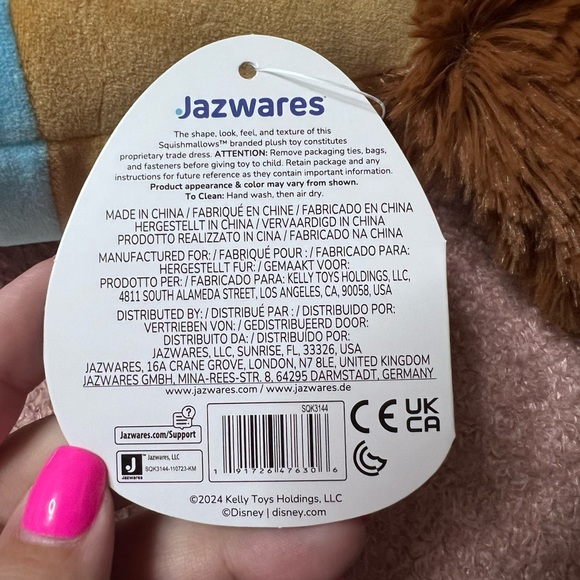 Jazwares
The shape, look, feel, and texture of this
Squishmallows™ branded plush toy constitutes
proprietary trade dress. ATTENTION: Remove packaging ties, bags,
and fasteners before giving toy to child. Retain package and any
instructions for future reference as they contain important information.
Product appearance & color may vary from shown.
To Clean: Hand wash, then air dry.
MADE IN CHINA / FABRIQUÉ EN CHINE / FABRICADO EN CHINA
HERGESTELLT IN CHINA / VERVAARDIGD IN CHINA
PRODOTTO REALIZZATO IN CINA / FABRICADO NA CHINA
MANUFACTURED FOR: / FABRIQUÉ POUR : / FABRICADO PARA:
HERGESTELLT FÜR: / GEMAAKT VOOR:
PRODOTTO PER: / FABRICADO PARA: KELLY TOYS HOLDINGS, LLC,
4811 SOUTH ALAMEDA STREET, LOS ANGELES, CA, 90058, USA
DISTRIBUTED BY: / DISTRIBUÉ PAR : / DISTRIBUIDO POR:
VERTRIEBEN VON: / GEDISTRIBUEERD DOOR:
DISTRIBUITO DA: / DISTRIBUÍDO POR:
JAZWARES, LLC, SUNRISE, FL, 33326, USA
JAZWARES, 16A CRANE GROVE, LONDON, N7 8LE, UNITED KINGDOM
JAZWARES GMBH, MINA-REES-STR. 8, 64295 DARMSTADT, GERMANY
www.jazwares.com / www.jazwares.de
Jazwares.com/Support
Jazwares, LLC
SQK3144-110723-KM
Jazwares
SQK3144
1 91726 47630 6
CE UK
CA
©2024 Kelly Toys Holdings, LLC
©Disney | disney.com